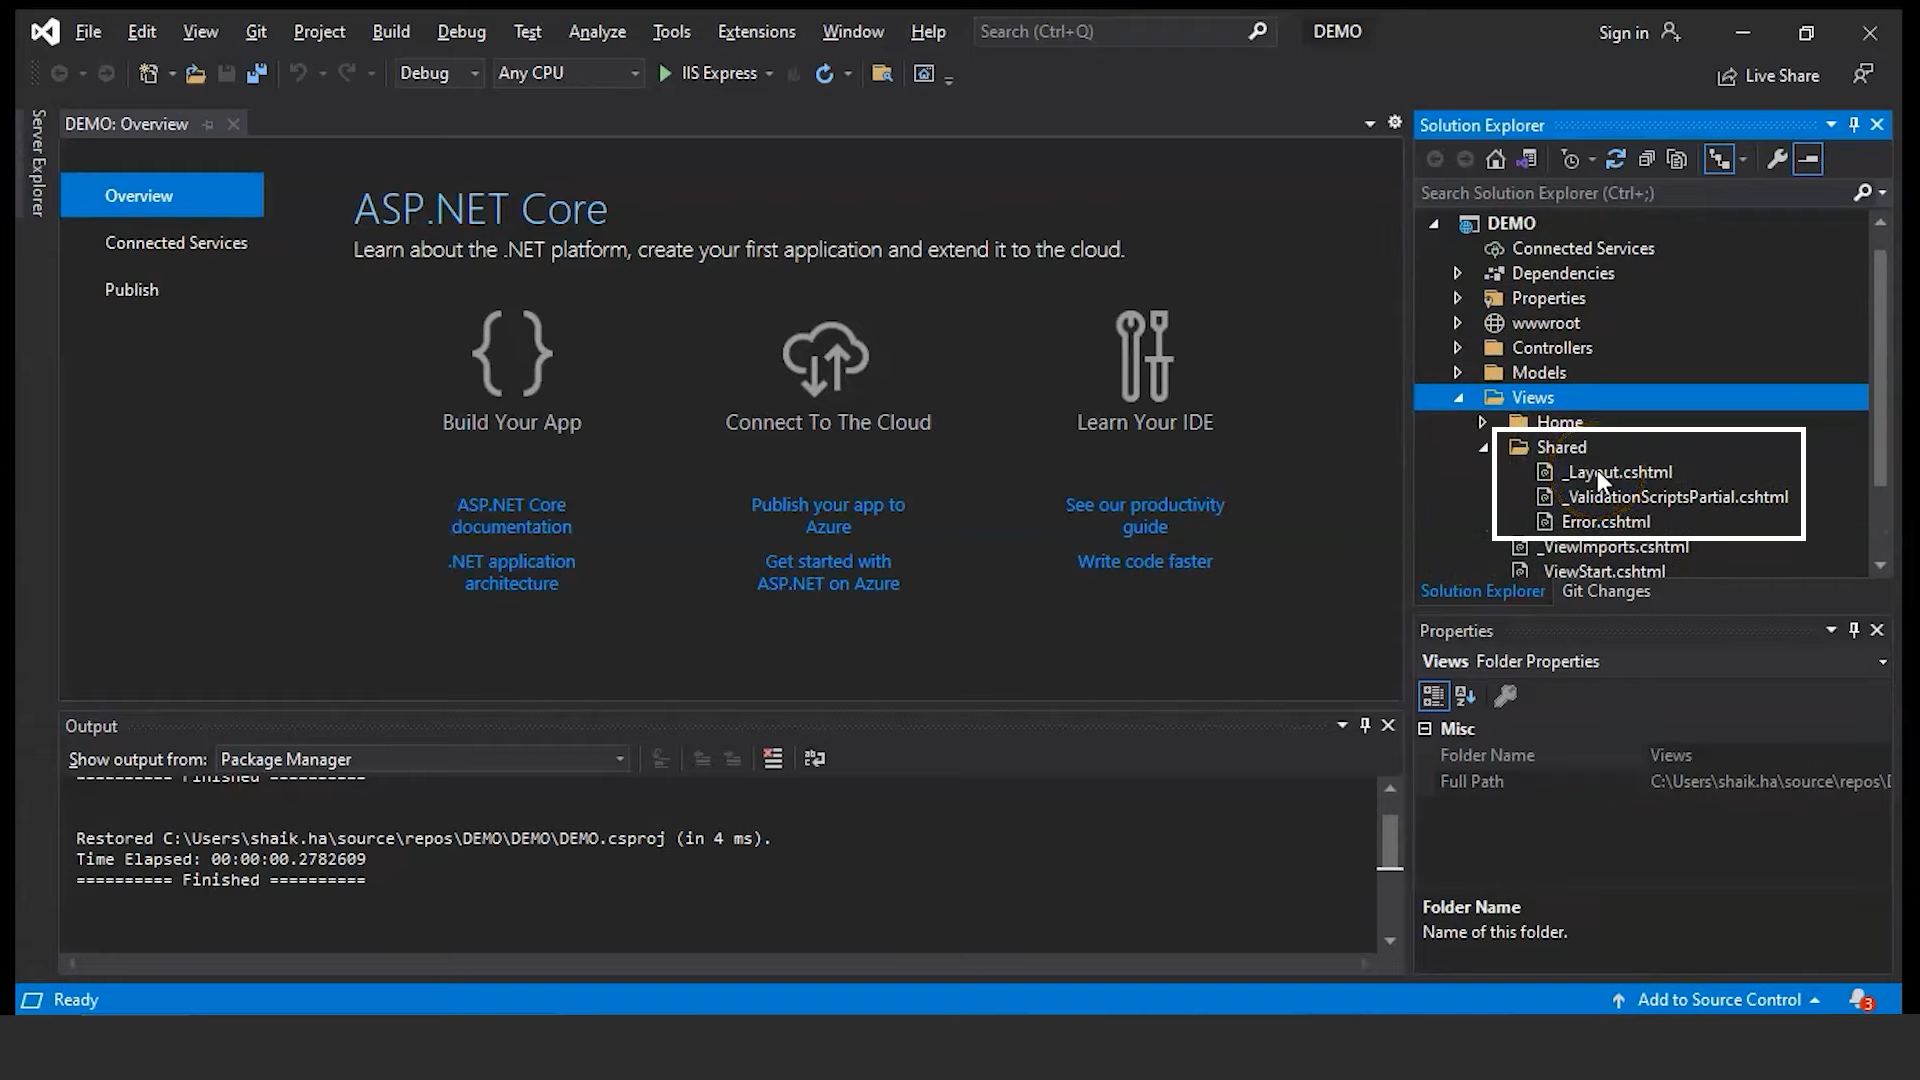 File Edit View Git Project Build Debug Test Analyze Tools Extensions Window Help Search (Ctrl+Q) DEMO Sign in
Debug Any CPU IIS Express Live Share
Server Explorer
DEMO: Overview
Overview
Connected Services
Publish
ASP.NET Core
Learn about the .NET platform, create your first application and extend it to the cloud.
Build Your App
Connect To The Cloud
Learn Your IDE
ASP.NET Core
documentation
.NET application
architecture
Publish your app to
Azure
Get started with
ASP.NET on Azure
See our productivity
guide
Write code faster
Output
Show output from: Package Manager
========== Finished ==========
Restored C:\Users\shaik.ha\source\repos\DEMO\DEMO\DEMO.csproj (in 4 ms).
Time Elapsed: 00:00:00.2782609
========== Finished ==========
Solution Explorer
Search Solution Explorer (Ctrl+;)
DEMO
Connected Services
Dependencies
Properties
wwwroot
Controllers
Models
Views
Home
Shared
_Layout.cshtml
_ValidationScriptsPartial.cshtml
Error.cshtml
_ViewImports.cshtml
_ViewStart.cshtml
Solution Explorer Git Changes
Properties
Views Folder Properties
Misc
Folder Name Views
Full Path C:\Users\shaik.ha\source\repos\D
Folder Name
Name of this folder.
Ready Add to Source Control 3